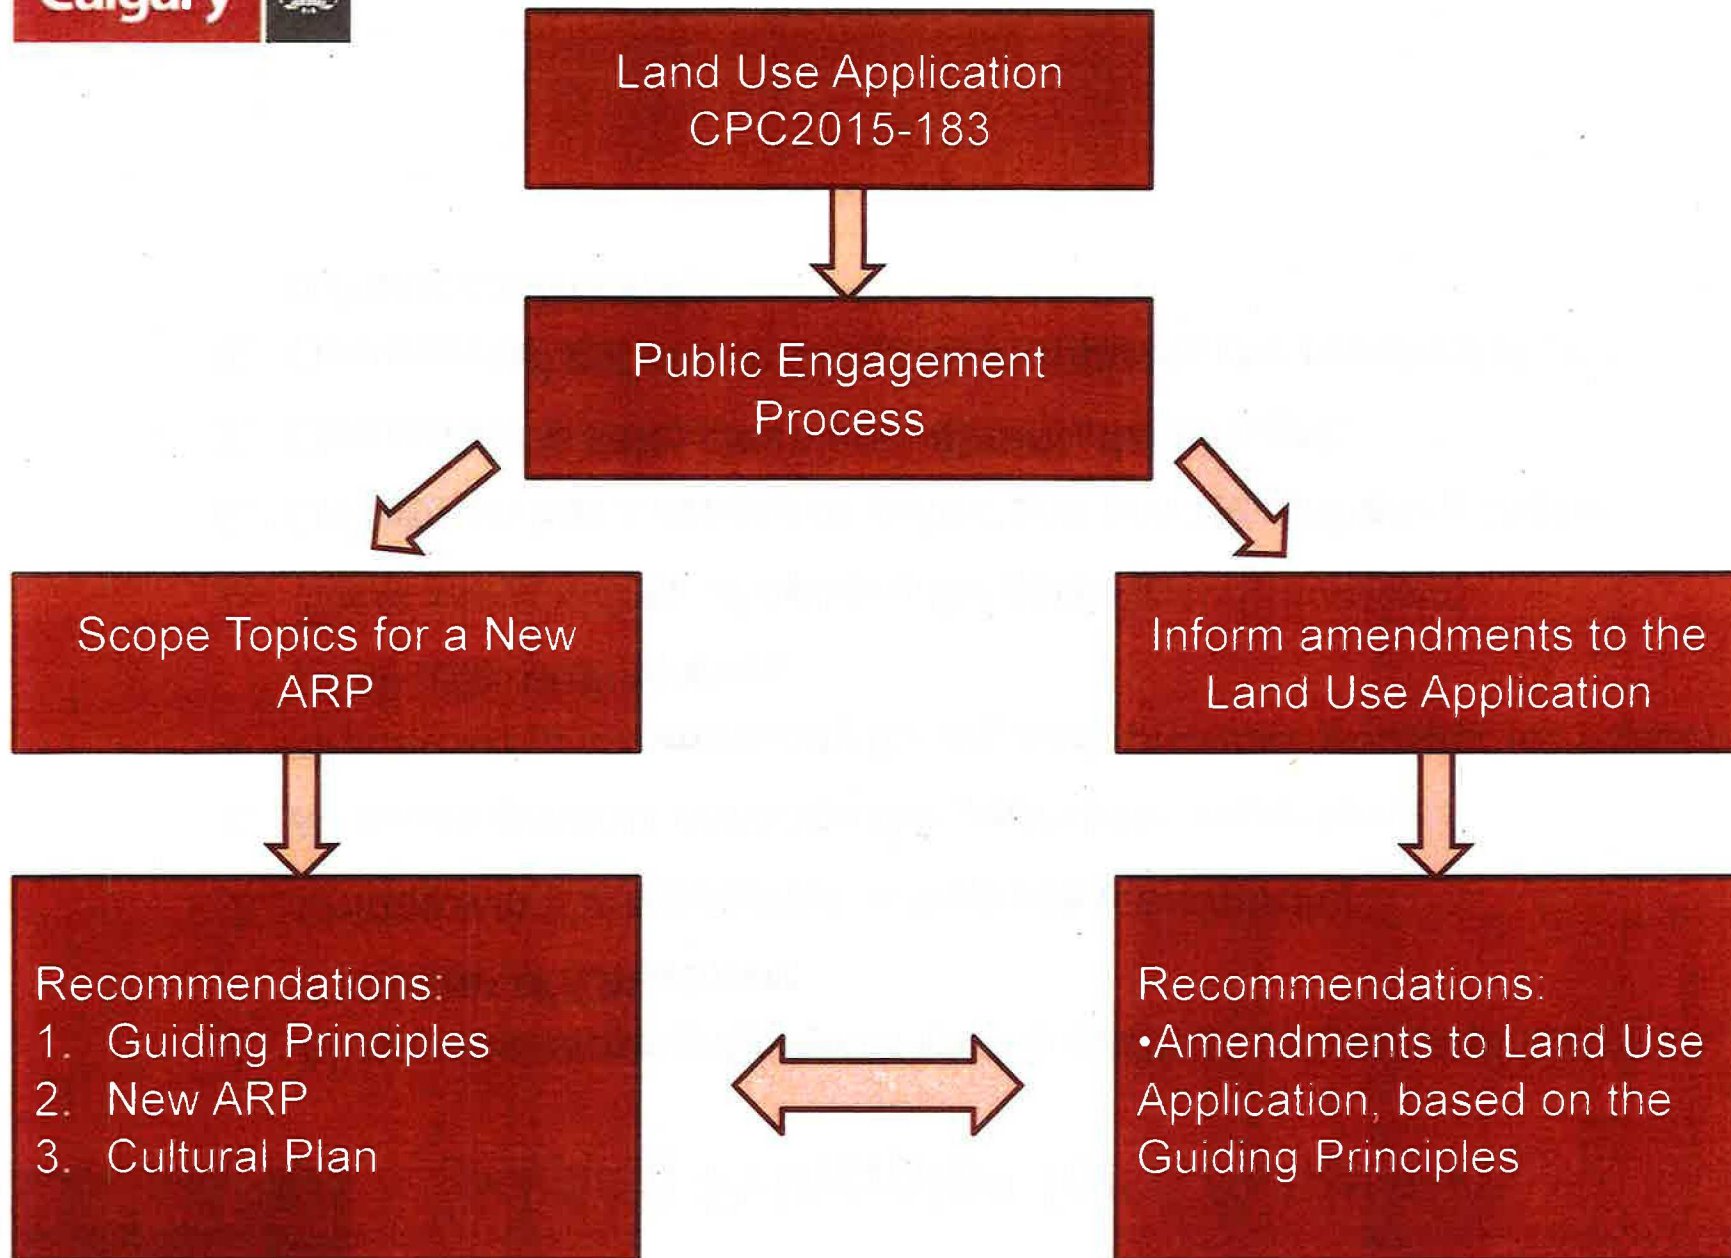 Calgary
Land Use Application
CPC2015-183
Public Engagement
Process
Scope Topics for a New
ARP
Inform amendments to the
Land Use Application
Recommendations:
1. Guiding Principles
2. New ARP
3. Cultural Plan
Recommendations:
•Amendments to Land Use
Application, based on the
Guiding Principles